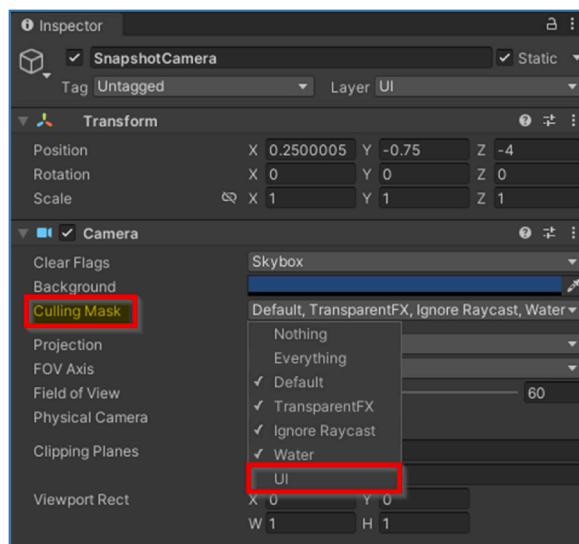 Inspector
SnapshotCamera Static
Tag Untagged Layer UI
Transform
Position X 0.2500005 Y -0.75 Z -4
Rotation X 0 Y 0 Z 0
Scale X 1 Y 1 Z 1
Camera
Clear Flags Skybox
Background
Culling Mask Default, TransparentFX, Ignore Raycast, Water
Nothing
Projection
Everything
FOV Axis
Default
Field of View 60
TransparentFX
Physical Camera
Ignore Raycast
Clipping Planes
Water
UI
Viewport Rect X 0 Y 0
W 1 H 1